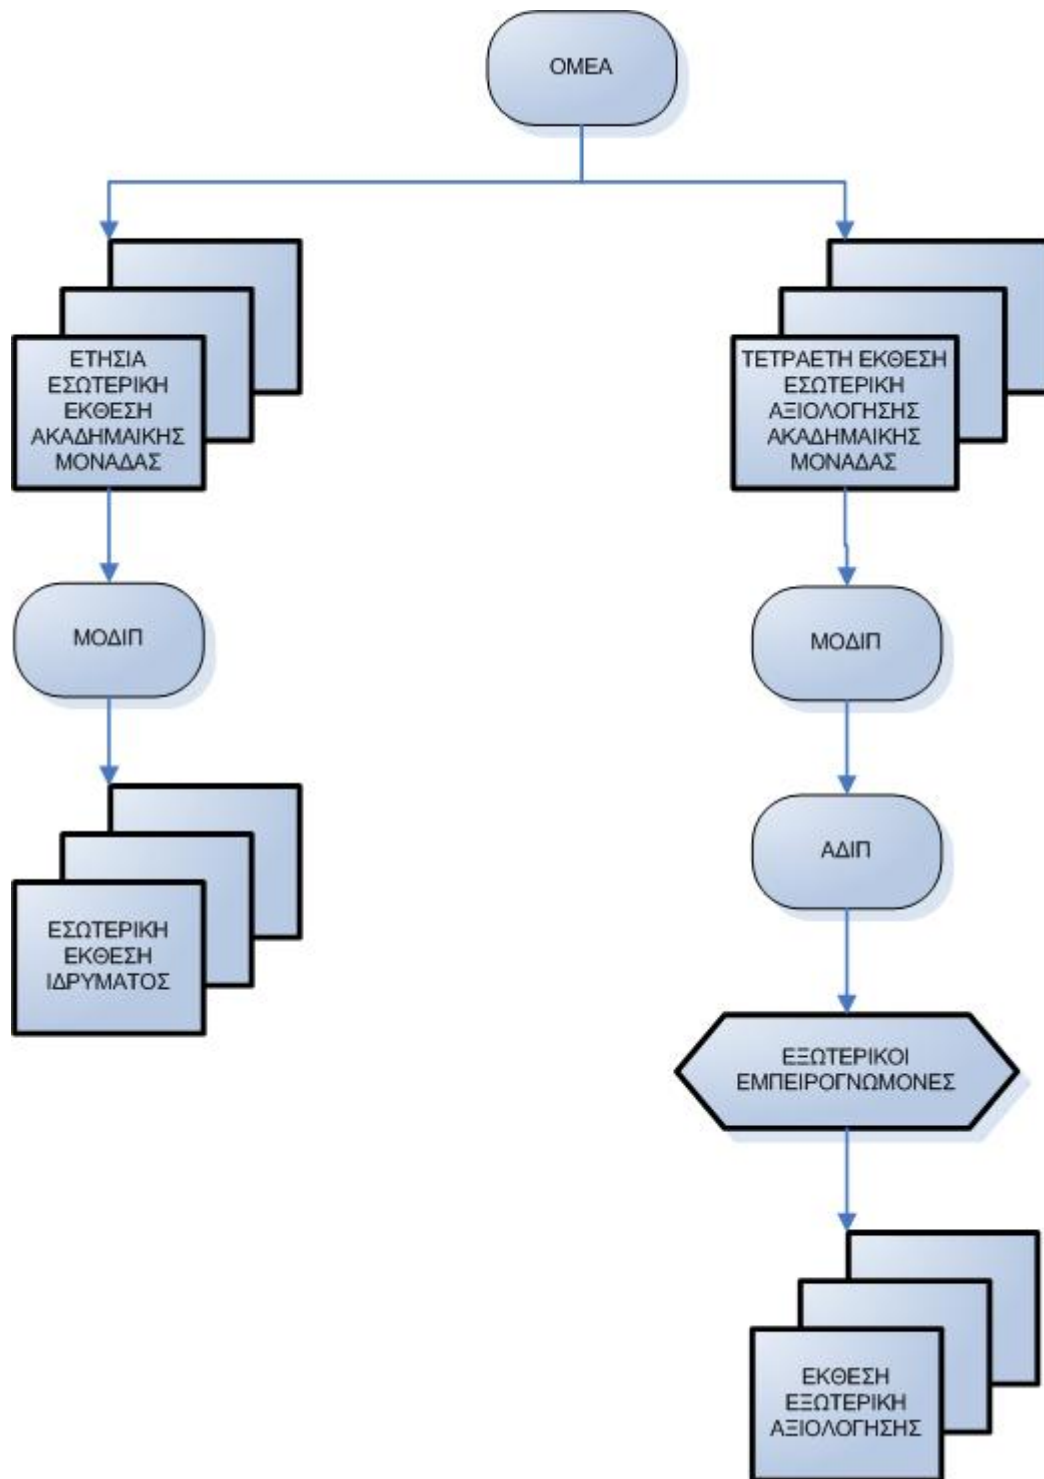 ΟΜΕΑ
ΕΤΗΣΙΑ
ΕΣΩΤΕΡΙΚΗ
ΕΚΘΕΣΗ
ΑΚΑΔΗΜΑΙΚΗΣ
ΜΟΝΑΔΑΣ
ΤΕΤΡΑΕΤΗ ΕΚΘΕΣΗ
ΕΣΩΤΕΡΙΚΗ
ΑΞΙΟΛΟΓΗΣΗΣ
ΑΚΑΔΗΜΑΙΚΗΣ
ΜΟΝΑΔΑΣ
ΜΟΔΙΠ
ΜΟΔΙΠ
ΑΔΙΠ
ΕΣΩΤΕΡΙΚΗ
ΕΚΘΕΣΗ
ΙΔΡΥΜΑΤΟΣ
ΕΞΩΤΕΡΙΚΟΙ
ΕΜΠΕΙΡΟΓΝΩΜΟΝΕΣ
ΕΚΘΕΣΗ
ΕΞΩΤΕΡΙΚΗ
ΑΞΙΟΛΟΓΗΣΗΣ